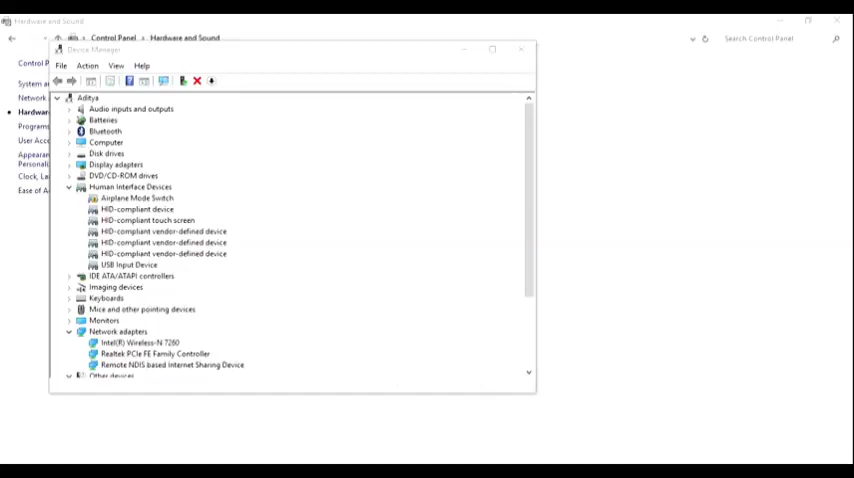 Hardware and Sound
Control Panel > Hardware and Sound
Search Control Panel
Device Manager
File Action View Help
Control P
System a
Network
Hardware
Programs
User Acc
Appearan
Personali
Clock, La
Ease of A
Aditya
Audio inputs and outputs
Batteries
Bluetooth
Computer
Disk drives
Display adapters
DVD/CD-ROM drives
Human Interface Devices
Airplane Mode Switch
HID-compliant device
HID-compliant touch screen
HID-compliant vendor-defined device
HID-compliant vendor-defined device
HID-compliant vendor-defined device
USB Input Device
IDE ATA/ATAPI controllers
Imaging devices
Keyboards
Mice and other pointing devices
Monitors
Network adapters
Intel(R) Wireless-N 7260
Realtek PCIe FE Family Controller
Remote NDIS based Internet Sharing Device
Other devices